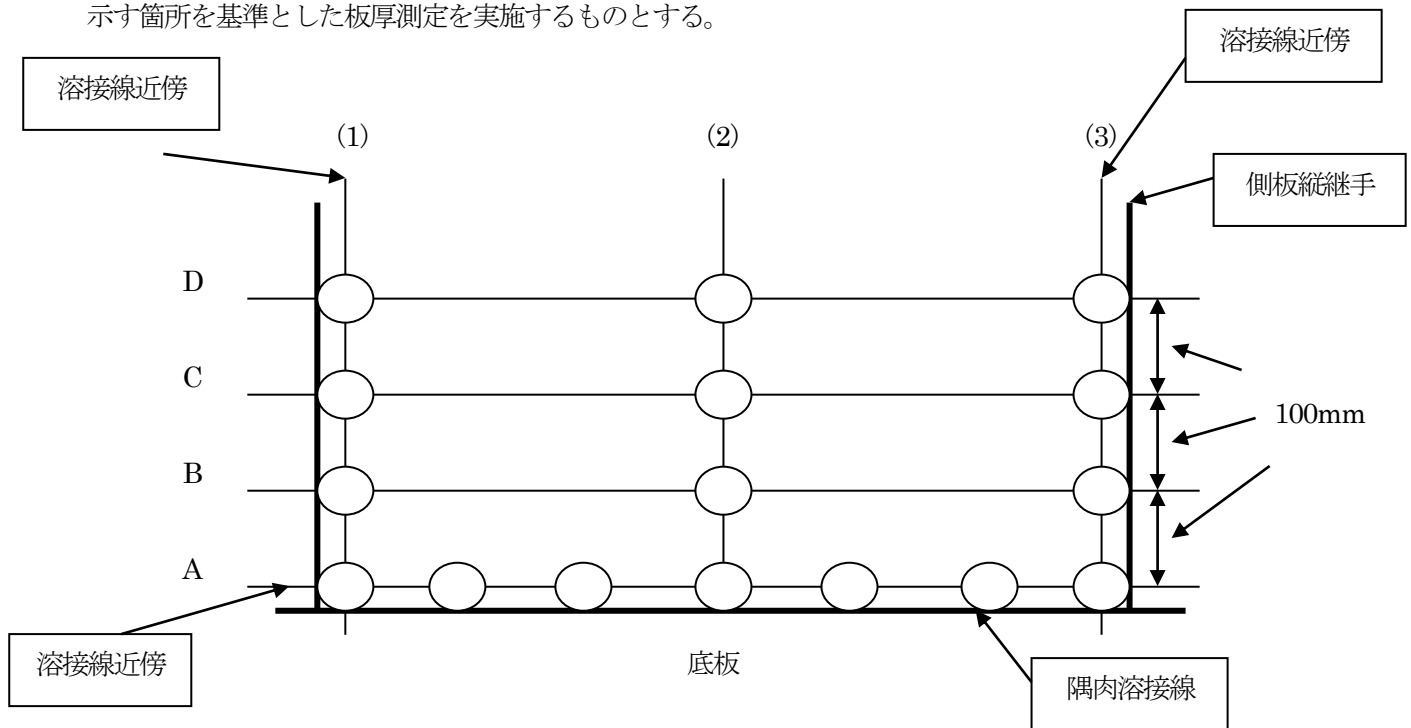 示す箇所を基準とした板厚測定を実施するものとする。
溶接線近傍
溶接線近傍
(1)
(2)
(3)
側板縦継手
D
C
100mm
B
A
溶接線近傍
底板
隅肉溶接線